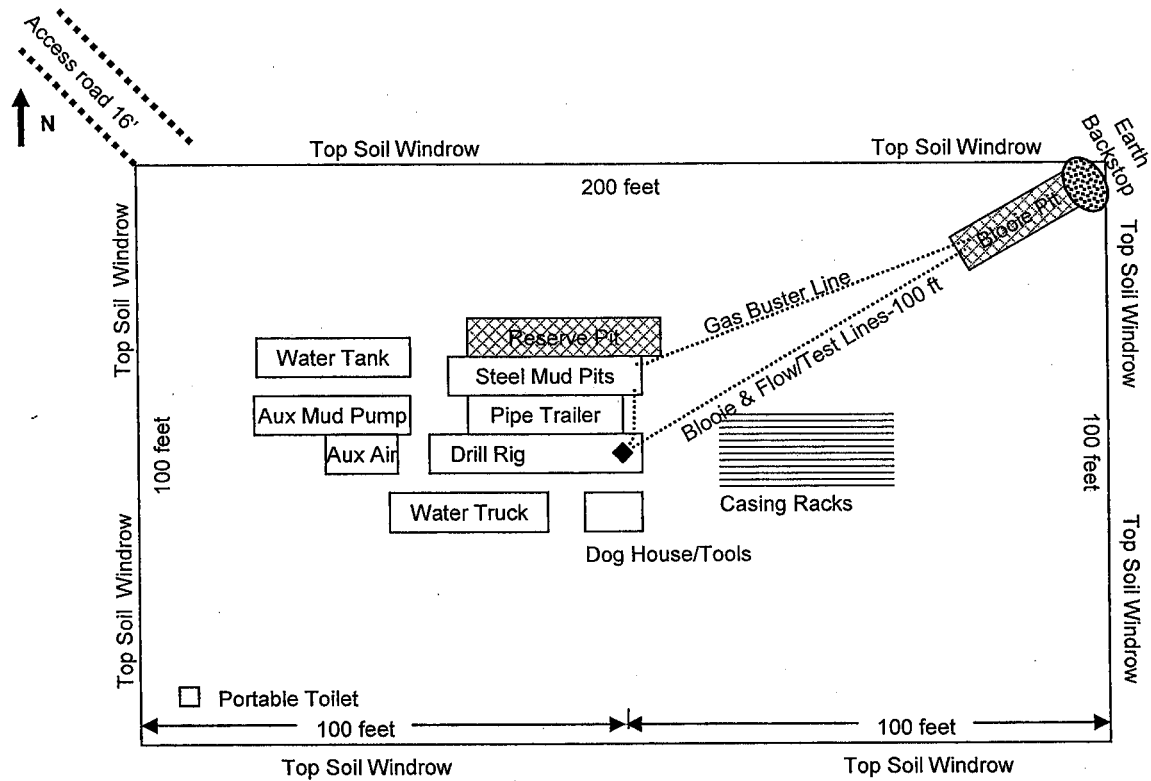 Access road 16'
N
Top Soil Windrow
Top Soil Windrow
Earth
Backstop
200 feet
Blooie Pit
Top Soil Windrow
Top Soil Windrow
Gas Buster Line
Blooie & Flow/Test Lines-100 ft
Reserve Pit
Water Tank
Steel Mud Pits
Aux Mud Pump
Pipe Trailer
Aux Air
Drill Rig
100 feet
100 feet
Casing Racks
Water Truck
Dog House/Tools
Top Soil Windrow
Top Soil Windrow
Portable Toilet
100 feet
100 feet
Top Soil Windrow
Top Soil Windrow